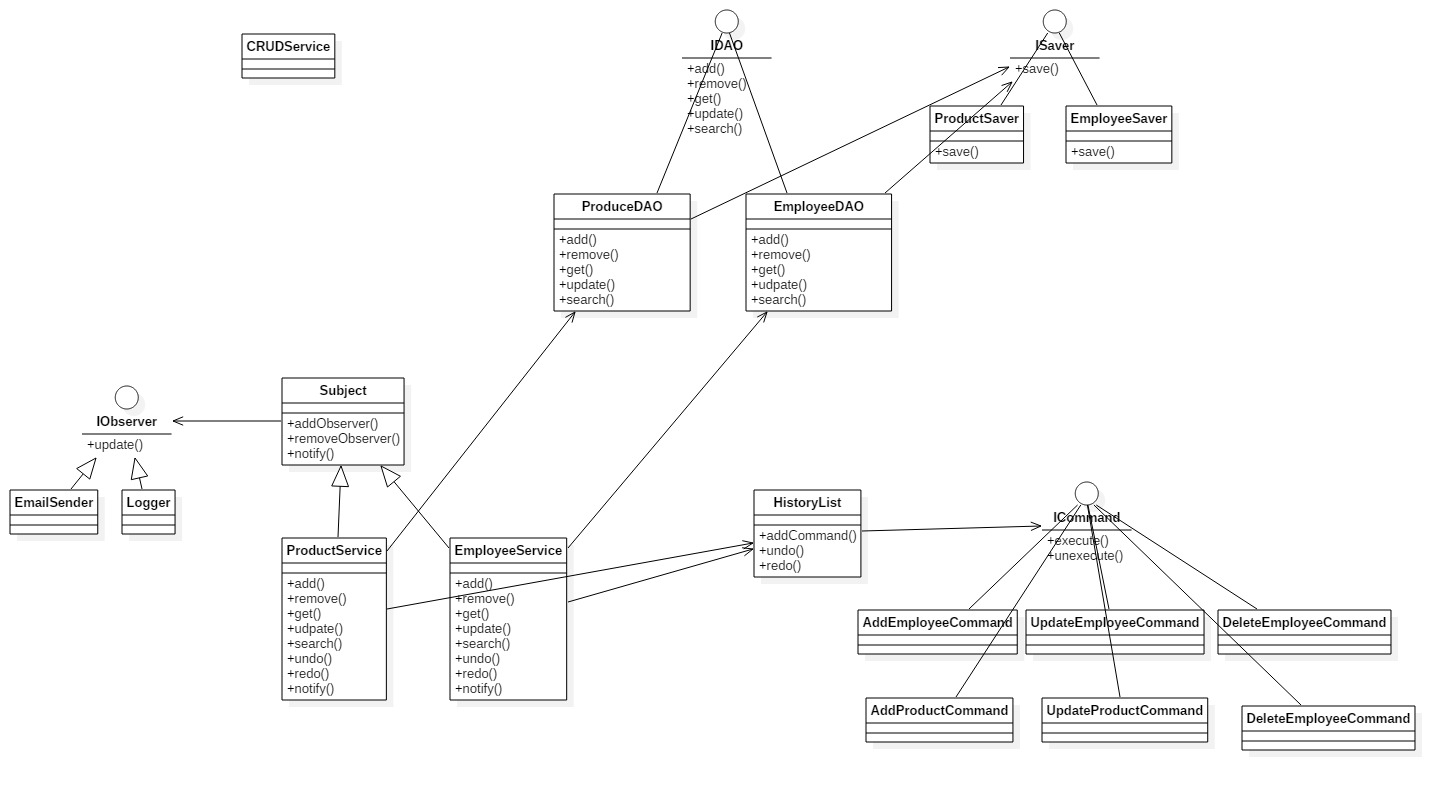 CRUDService
IDAO
+add()
+remove()
+get()
+update()
+search()
ISaver
+save()
ProductSaver
+save()
EmployeeSaver
+save()
ProduceDAO
+add()
+remove()
+get()
+update()
+search()
EmployeeDAO
+add()
+remove()
+get()
+udpate()
+search()
IObserver
+update()
Subject
+addObserver()
+removeObserver()
+notify()
EmailSender
Logger
ProductService
+add()
+remove()
+get()
+udpate()
+search()
+undo()
+redo()
+notify()
EmployeeService
+add()
+remove()
+get()
+update()
+search()
+undo()
+redo()
+notify()
HistoryList
+addCommand()
+undo()
+redo()
ICommand
+execute()
+unexecute()
AddEmployeeCommand
UpdateEmployeeCommand
DeleteEmployeeCommand
AddProductCommand
UpdateProductCommand
DeleteEmployeeCommand